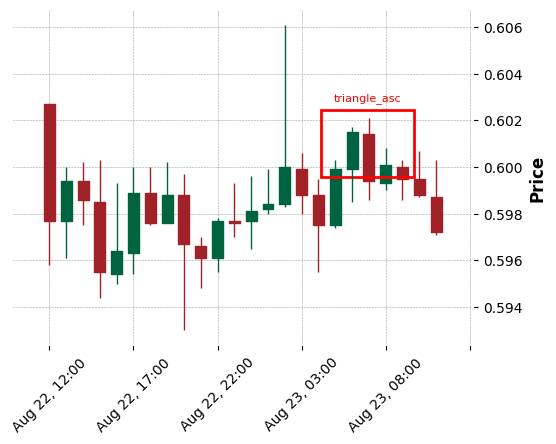 0.606
0.604
triangle_asc
0.602
0.600
0.598
0.596
0.594
Price
Aug 22, 12:00
Aug 22, 17:00
Aug 22, 22:00
Aug 23, 03:00
Aug 23, 08:00